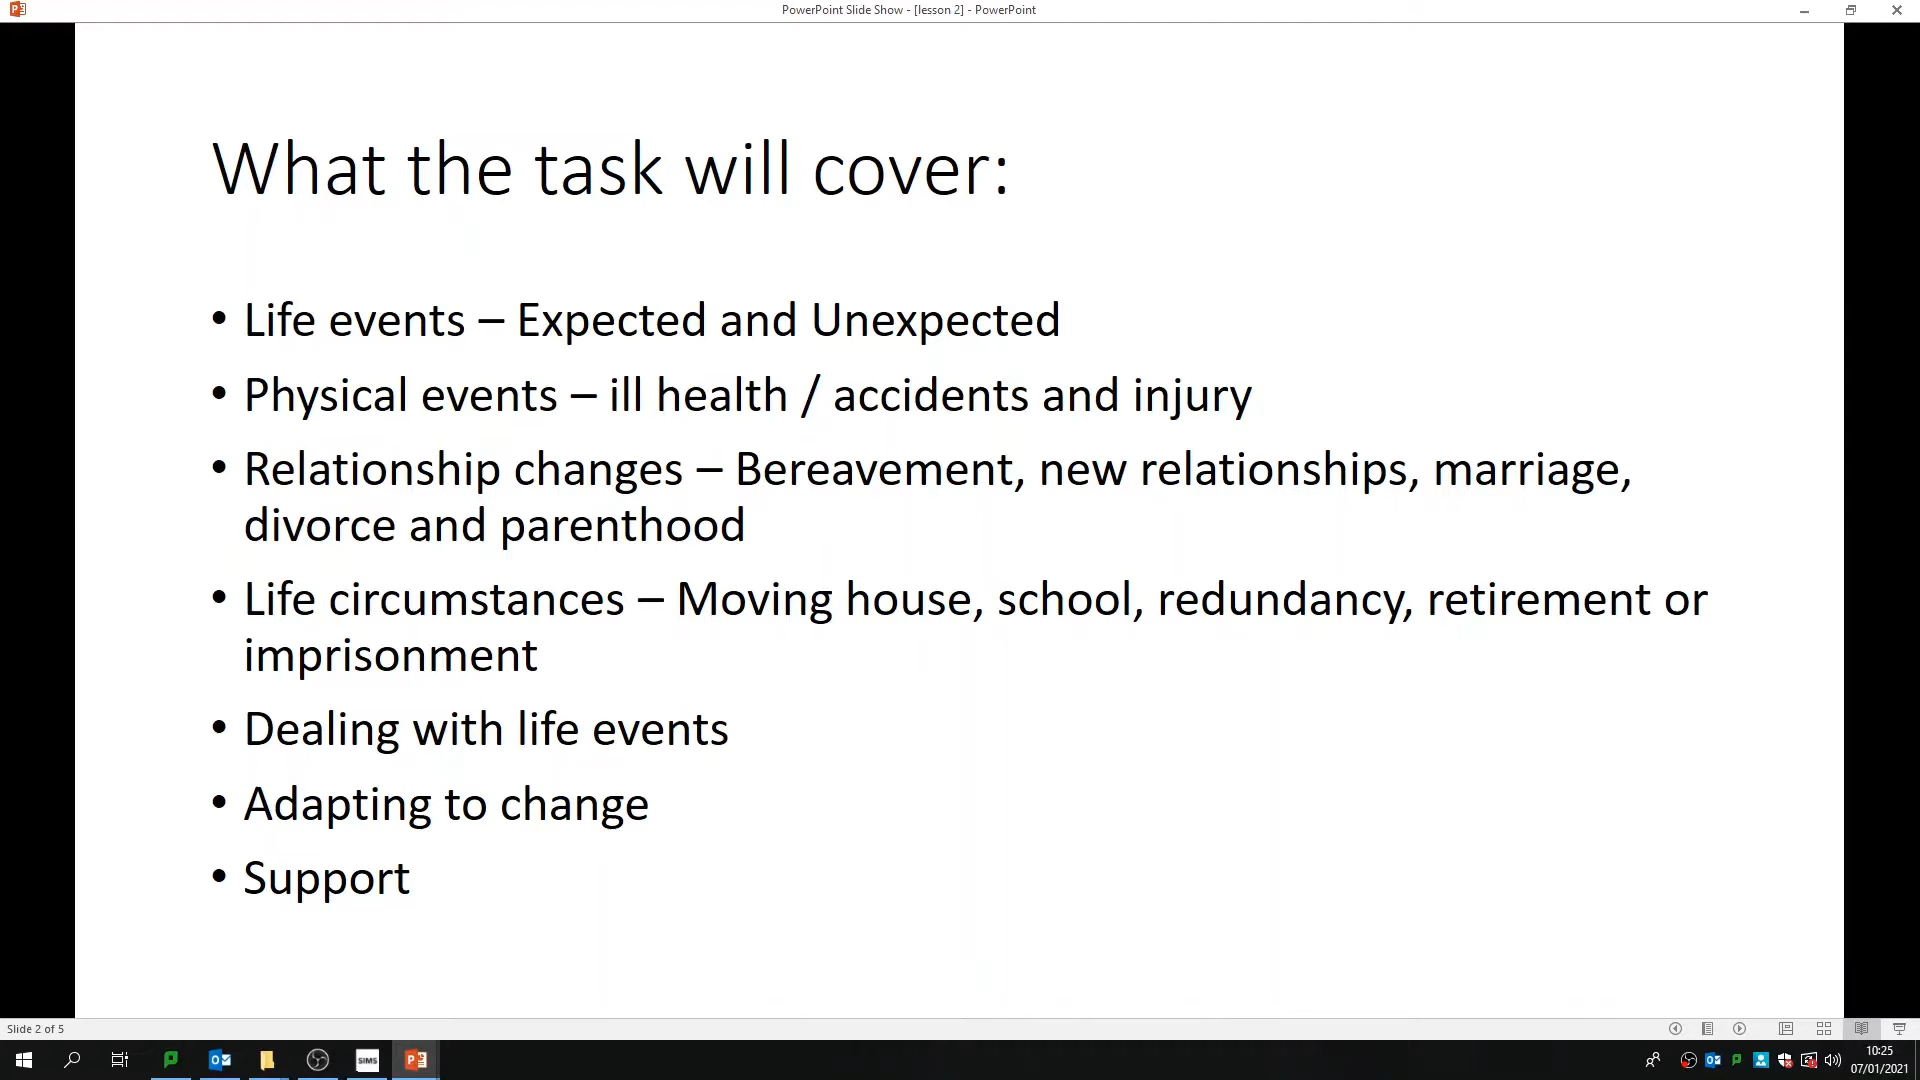 PowerPoint Slide Show - [lesson 2] - PowerPoint
What the task will cover:
• Life events – Expected and Unexpected
• Physical events – ill health / accidents and injury
• Relationship changes – Bereavement, new relationships, marriage,
divorce and parenthood
• Life circumstances – Moving house, school, redundancy, retirement or
imprisonment
• Dealing with life events
• Adapting to change
• Support
Slide 2 of 5
SIMS
10:25
07/01/2021